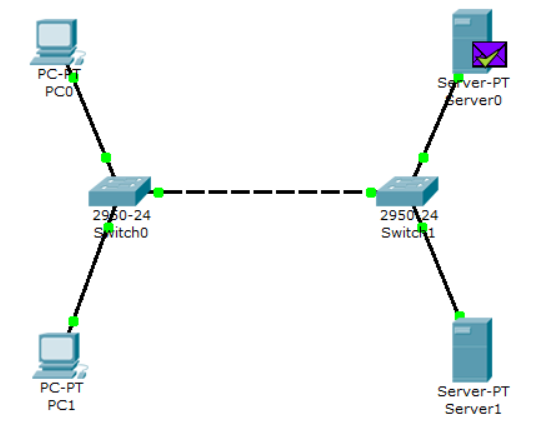 PC-PT
PC0
Server-PT
Server0
2950-24
Switch0
2950-24
Switch1
PC-PT
PC1
Server-PT
Server1